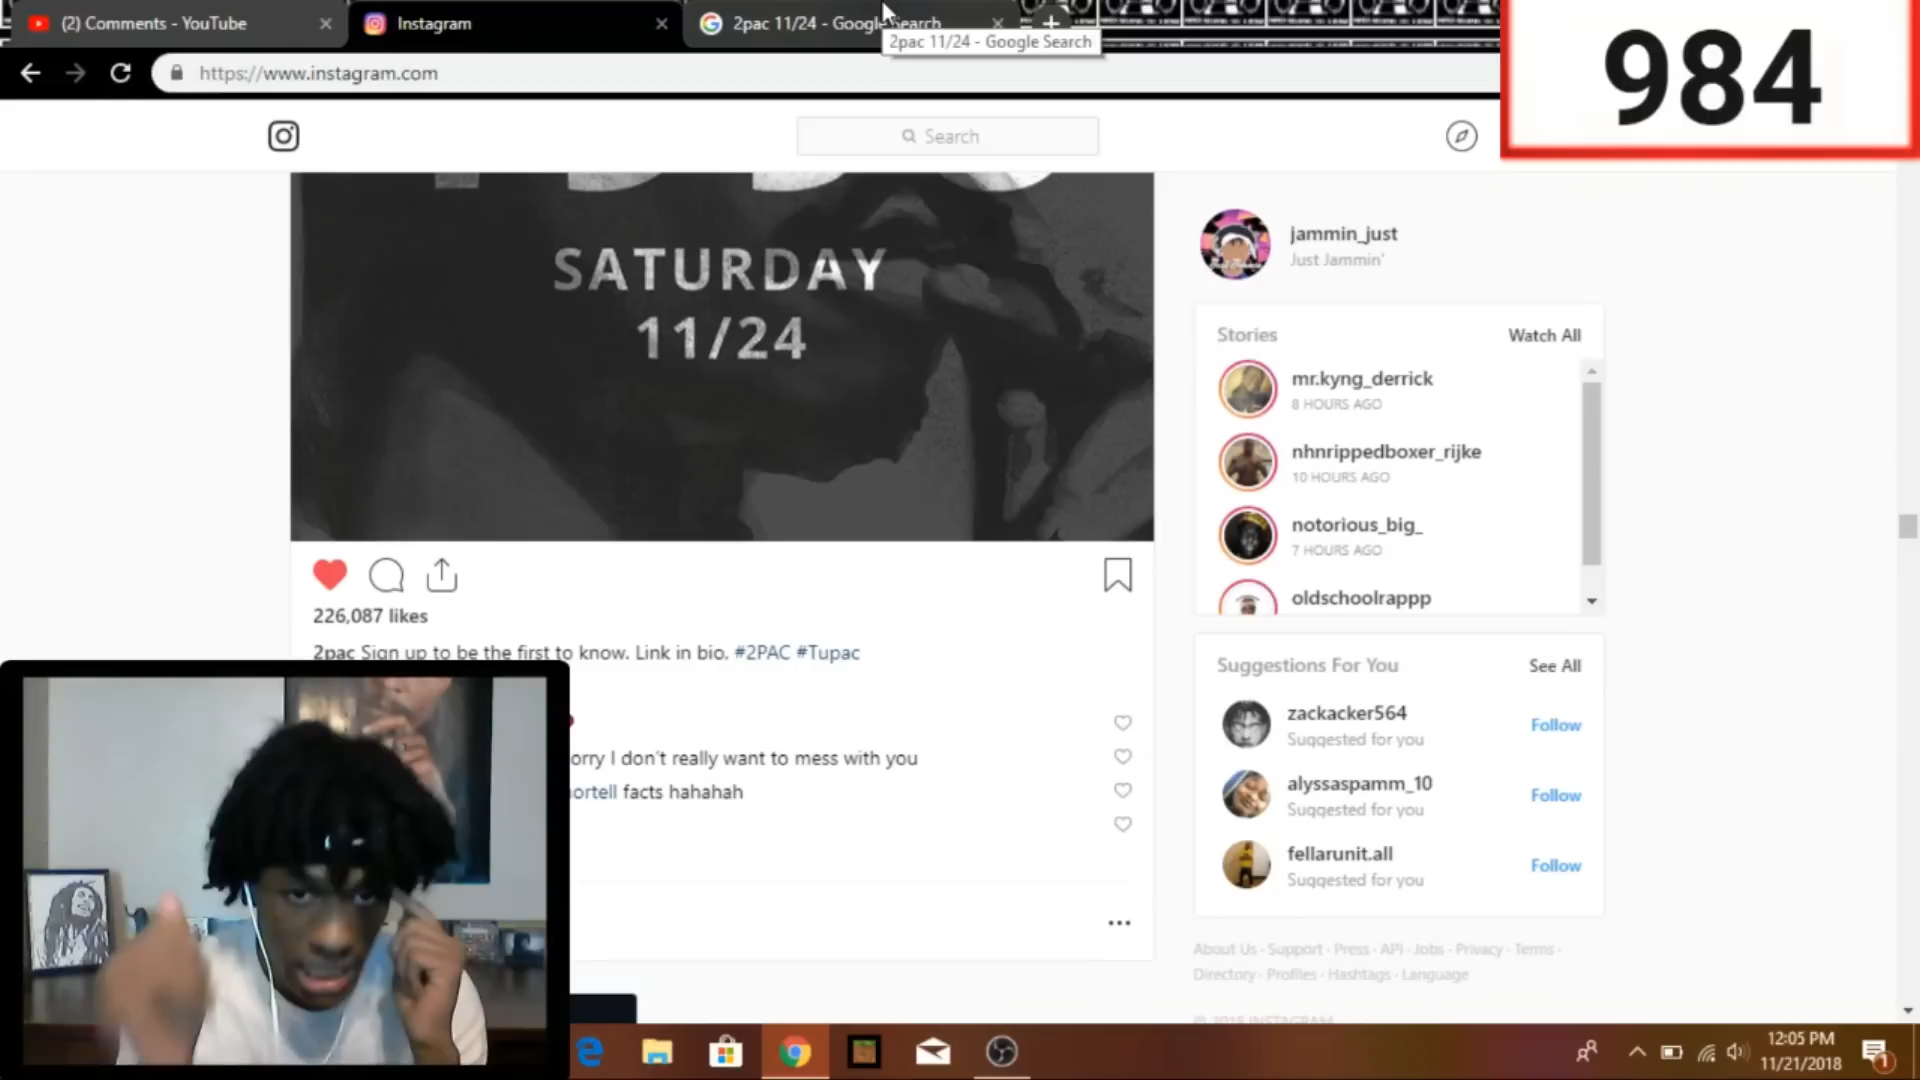 (2) Comments - YouTube
Instagram
2pac 11/24 - Google Search
2pac 11/24 - Google Search
984
https://www.instagram.com
Search
SATURDAY
11/24
jammin_just
Just Jammin'
Stories
Watch All
mr.kyng_derrick
8 HOURS AGO
nhnrippedboxer_rijke
10 HOURS AGO
notorious_big_
7 HOURS AGO
oldschoolrappp
226,087 likes
2pac Sign up to be the first to know. Link in bio. #2PAC #Tupac
orry I don't really want to mess with you
ortell facts hahahah
Suggestions For You
See All
zackacker564
Suggested for you
Follow
alyssaspamm_10
Suggested for you
Follow
fellarunit.all
Suggested for you
Follow
About Us · Support · Press · API · Jobs · Privacy · Terms ·
Directory · Profiles · Hashtags · Language
© 2018 INSTAGRAM
12:05 PM
11/21/2018
1